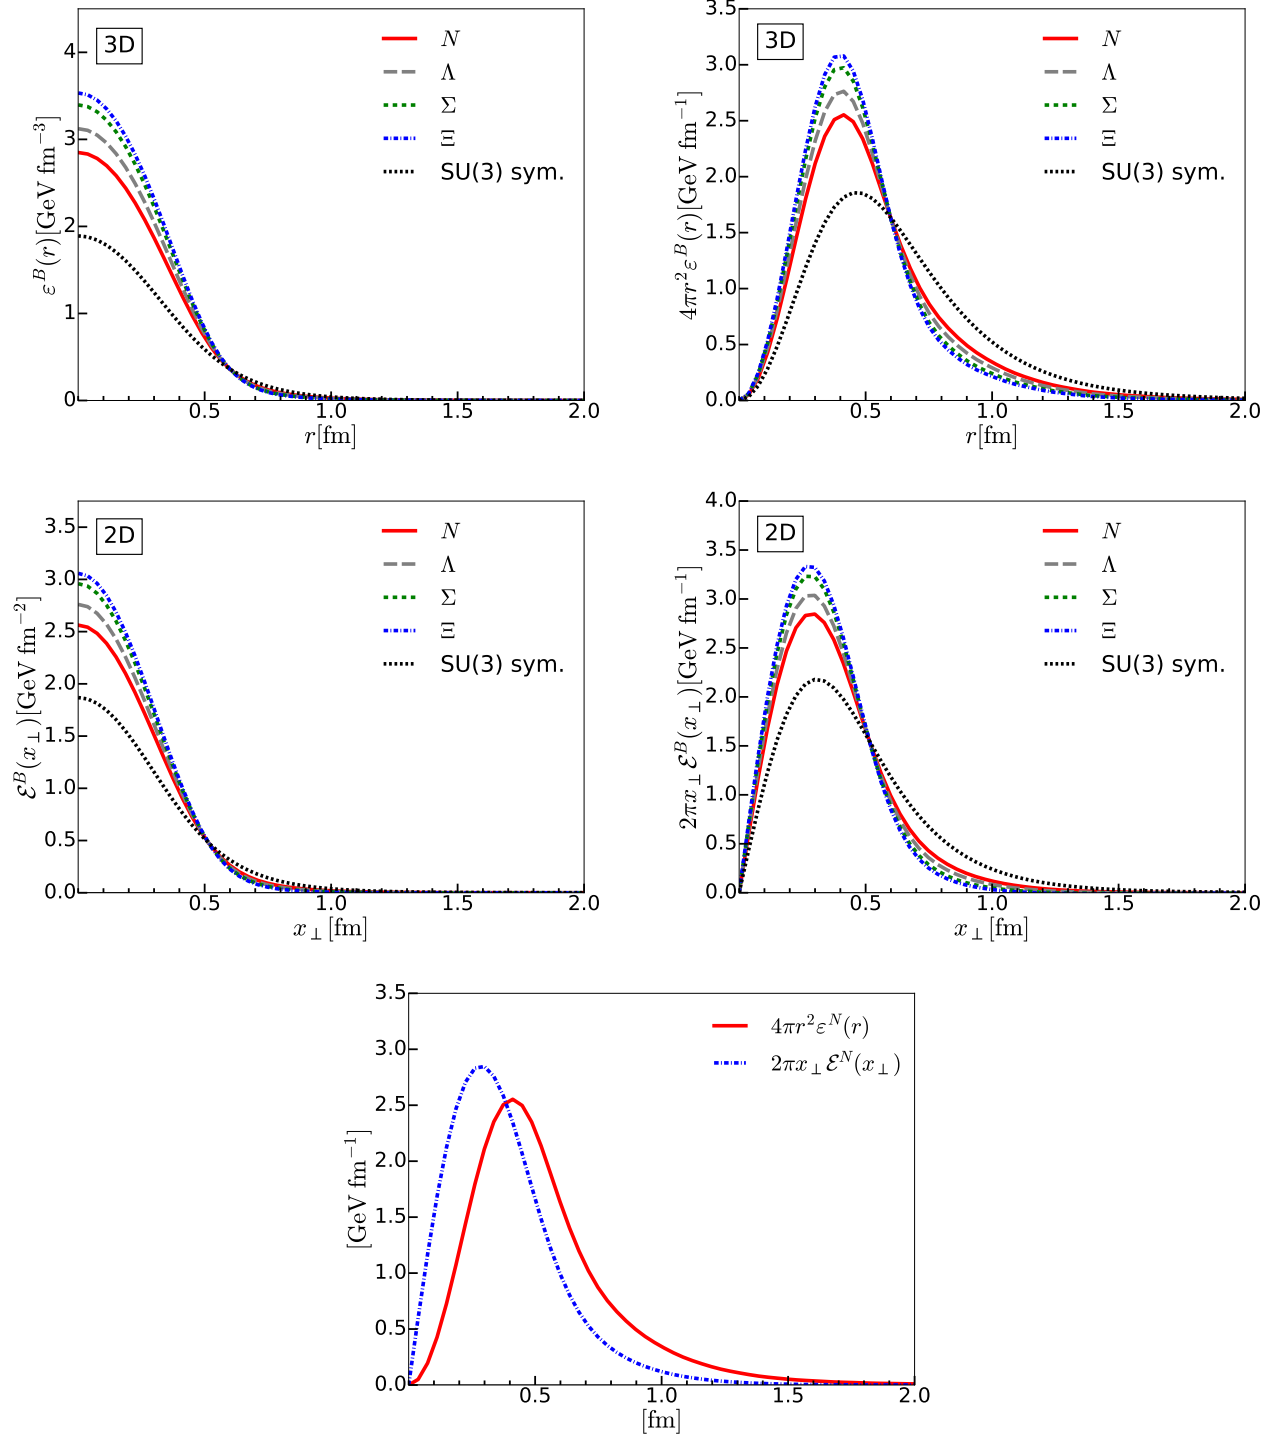 3D
N
Λ
Σ
Ξ
SU(3) sym.
4
3
2
1
0
0.5
1.0
1.5
2.0
r[fm]
ε^B(r)[GeV fm^−3]
3D
N
Λ
Σ
Ξ
SU(3) sym.
3.5
3.0
2.5
2.0
1.5
1.0
0.5
0.0
0.5
1.0
1.5
2.0
r[fm]
4πr^2 ε^B(r)[GeV fm^−1]
2D
N
Λ
Σ
Ξ
SU(3) sym.
3.5
3.0
2.5
2.0
1.5
1.0
0.5
0.0
0.5
1.0
1.5
2.0
x_⊥[fm]
ℰ^B(x_⊥)[GeV fm^−2]
2D
N
Λ
Σ
Ξ
SU(3) sym.
4.0
3.5
3.0
2.5
2.0
1.5
1.0
0.5
0.0
0.5
1.0
1.5
2.0
x_⊥[fm]
2πx_⊥ℰ^B(x_⊥)[GeV fm^−1]
4πr^2 ε^N(r)
2πx_⊥ℰ^N(x_⊥)
3.5
3.0
2.5
2.0
1.5
1.0
0.5
0.0
0.5
1.0
1.5
2.0
[fm]
[GeV fm^−1]